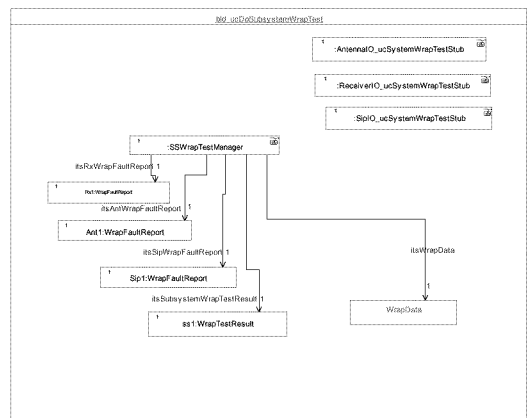 bld_ucDoSubsystemWrapTest
1 :AntennaIO_ucSystemWrapTestStub
1 :ReceiverIO_ucSystemWrapTestStub
1 :SipIO_ucSystemWrapTestStub
1 :SSWrapTestManager
itsRxWrapFaultReport 1
1 Rx1:WrapFaultReport
itsAntWrapFaultReport 1
1 Ant1:WrapFaultReport
itsSipWrapFaultReport 1
itsWrapData
1 Sip1:WrapFaultReport
itsSubsystemWrapTestResult 1
1
1 ss1:WrapTestResult
WrapData